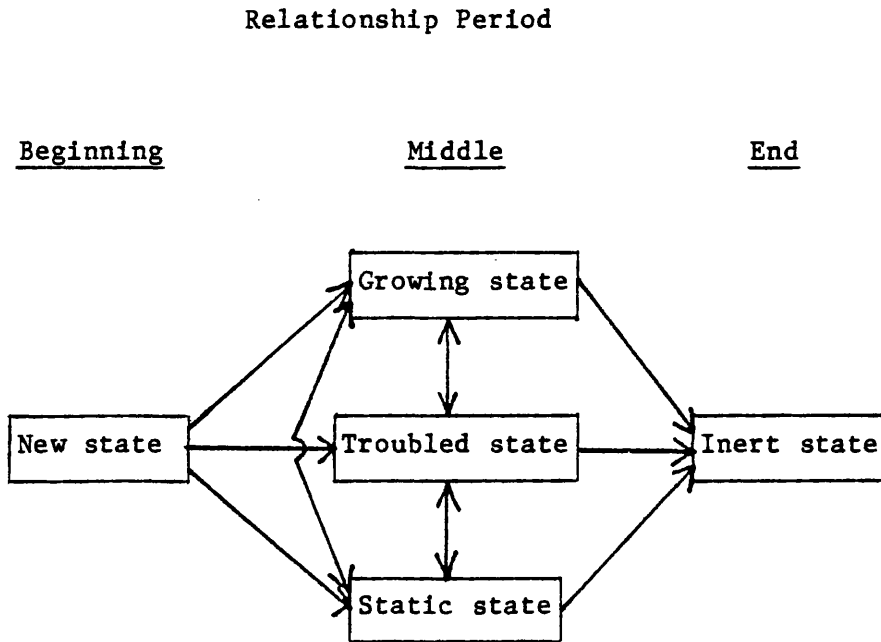 Relationship Period
Beginning Middle End
Growing state
New state Troubled state Inert state
Static state